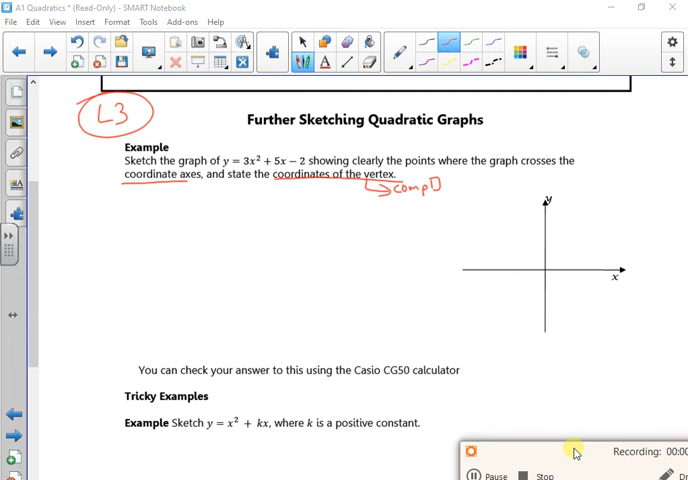 A1 Quadratics * (Read-Only) - SMART Notebook
File Edit View Insert Format Tools Add-ons Help
L3
Further Sketching Quadratic Graphs
Example
Sketch the graph of y = 3x² + 5x − 2 showing clearly the points where the graph crosses the
coordinate axes, and state the coordinates of the vertex.
comp□
y
x
You can check your answer to this using the Casio CG50 calculator
Tricky Examples
Example Sketch y = x² + kx, where k is a positive constant.
Recording: 00:0
Pause Stop